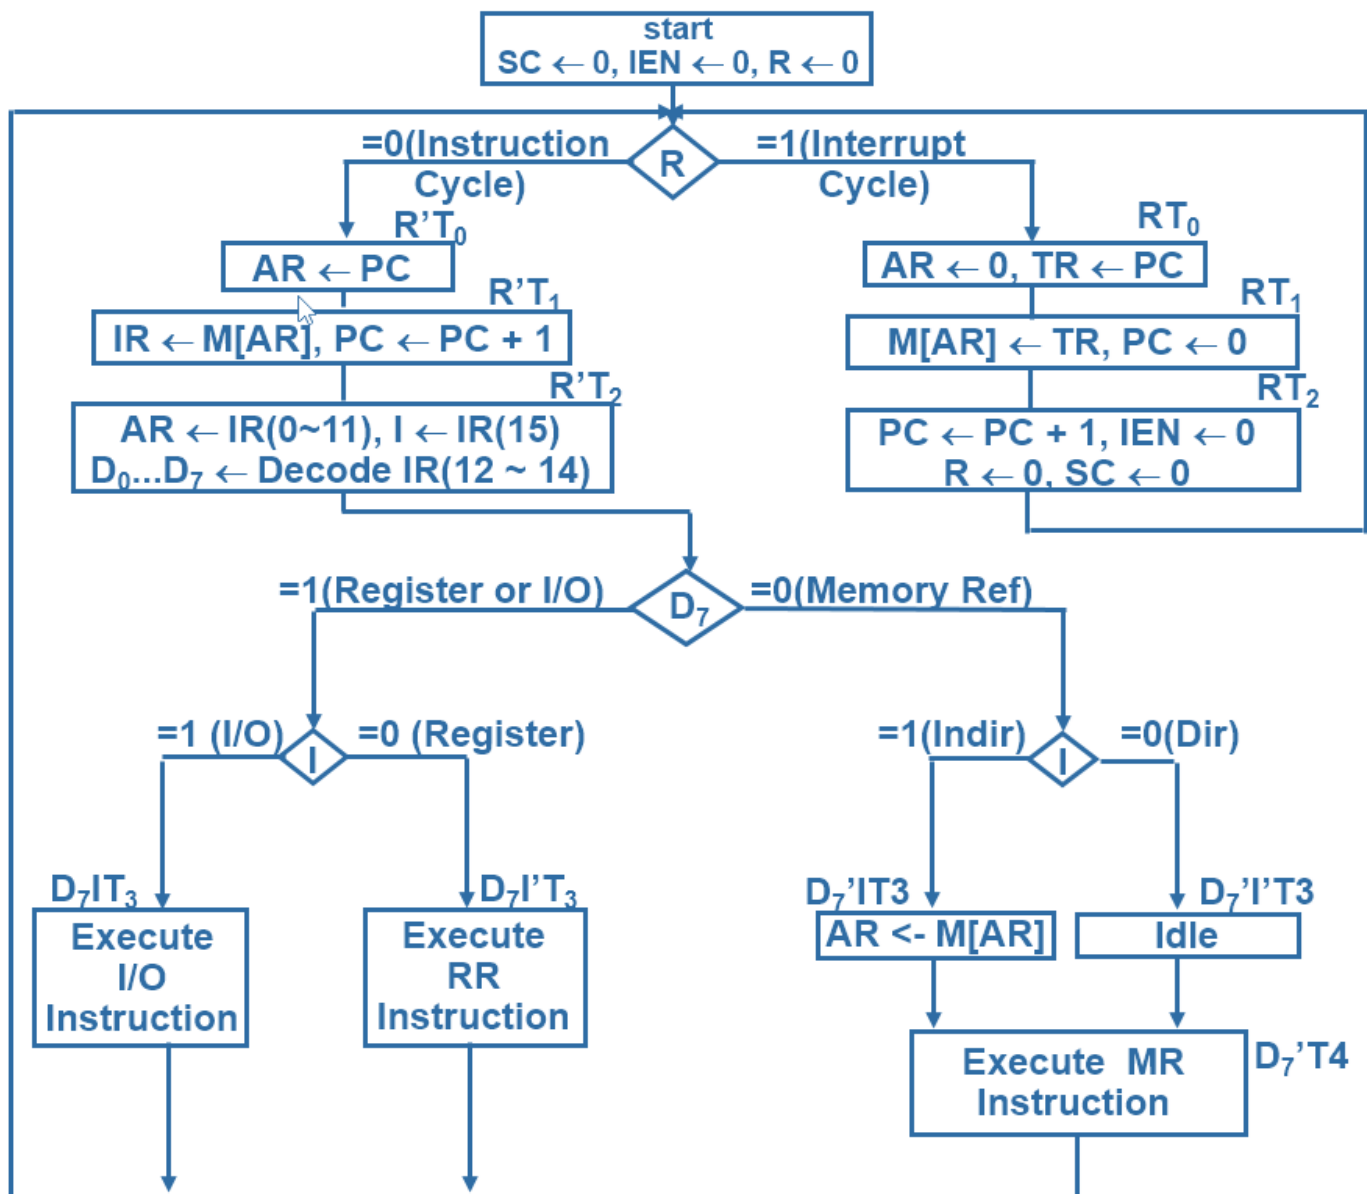 start
SC ← 0, IEN ← 0, R ← 0
=0(Instruction
Cycle)
R
=1(Interrupt
Cycle)
R’T₀
AR ← PC
R’T₁
IR ← M[AR], PC ← PC + 1
R’T₂
AR ← IR(0~11), I ← IR(15)
D₀...D₇ ← Decode IR(12 ~ 14)
RT₀
AR ← 0, TR ← PC
RT₁
M[AR] ← TR, PC ← 0
RT₂
PC ← PC + 1, IEN ← 0
R ← 0, SC ← 0
=1(Register or I/O)
D₇
=0(Memory Ref)
=1 (I/O)
I
=0 (Register)
=1(Indir)
I
=0(Dir)
D₇IT₃
Execute
I/O
Instruction
D₇I’T₃
Execute
RR
Instruction
D₇’IT3
AR <- M[AR]
D₇’I’T3
Idle
Execute MR
Instruction
D₇’T4